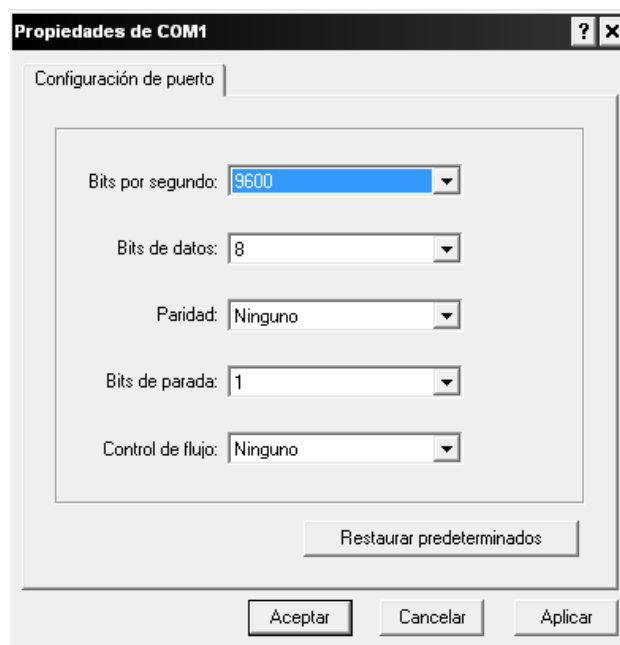 Propiedades de COM1
Configuración de puerto
Bits por segundo: 9600
Bits de datos: 8
Paridad: Ninguno
Bits de parada: 1
Control de flujo: Ninguno
Restaurar predeterminados
Aceptar Cancelar Aplicar